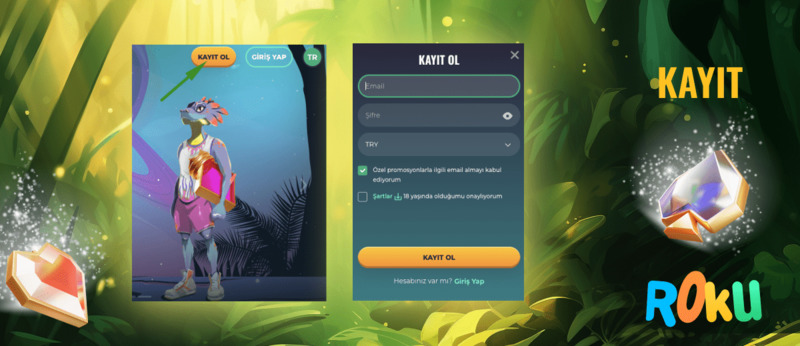 KAYIT OL
GİRİŞ YAP
TR
KAYIT OL
Email
Şifre
TRY
Özel promosyonlarla ilgili email almayı kabul
ediyorum
Şartlar 18 yaşında olduğumu onaylıyorum
KAYIT OL
Hesabınız var mı? Giriş Yap
KAYIT
ROKU